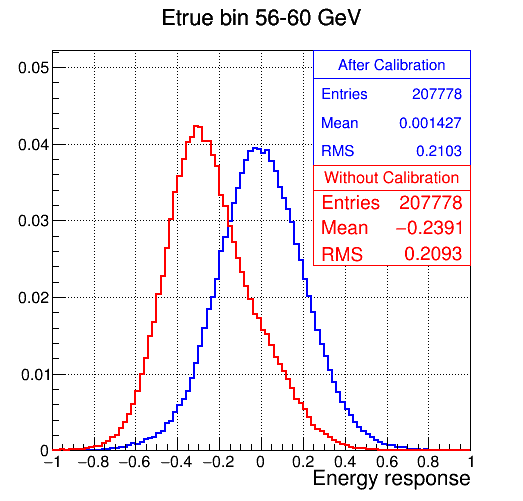 Etrue bin 56-60 GeV
After Calibration
Entries 207778
Mean 0.001427
RMS 0.2103
Without Calibration
Entries 207778
Mean −0.2391
RMS 0.2093
0.05
0.04
0.03
0.02
0.01
0
−1 −0.8 −0.6 −0.4 −0.2 0 0.2 0.4 0.6 0.8 1
Energy response